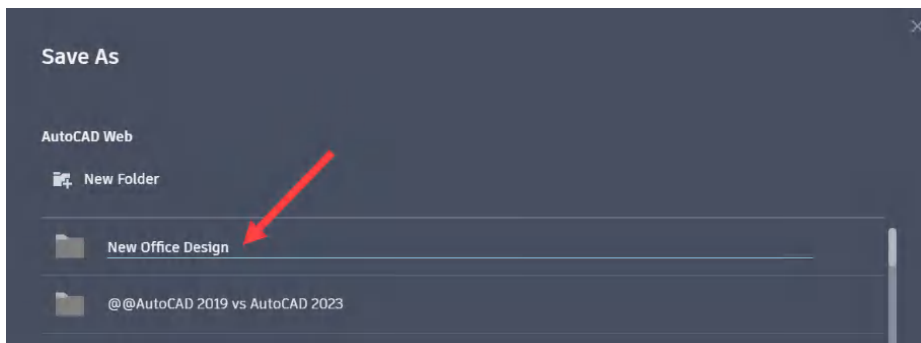 Save As
AutoCAD Web
New Folder
New Office Design
@@AutoCAD 2019 vs AutoCAD 2023